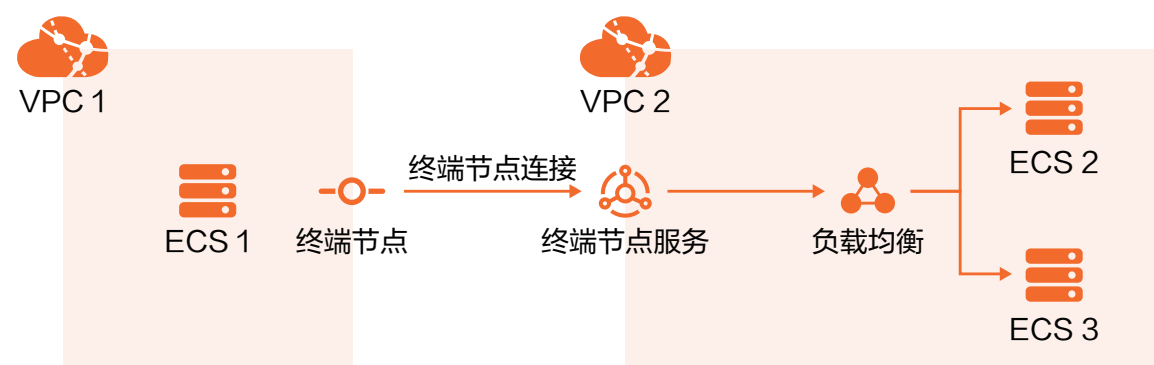 VPC 1
VPC 2
终端节点连接
ECS 1
终端节点
终端节点服务
负载均衡
ECS 2
ECS 3